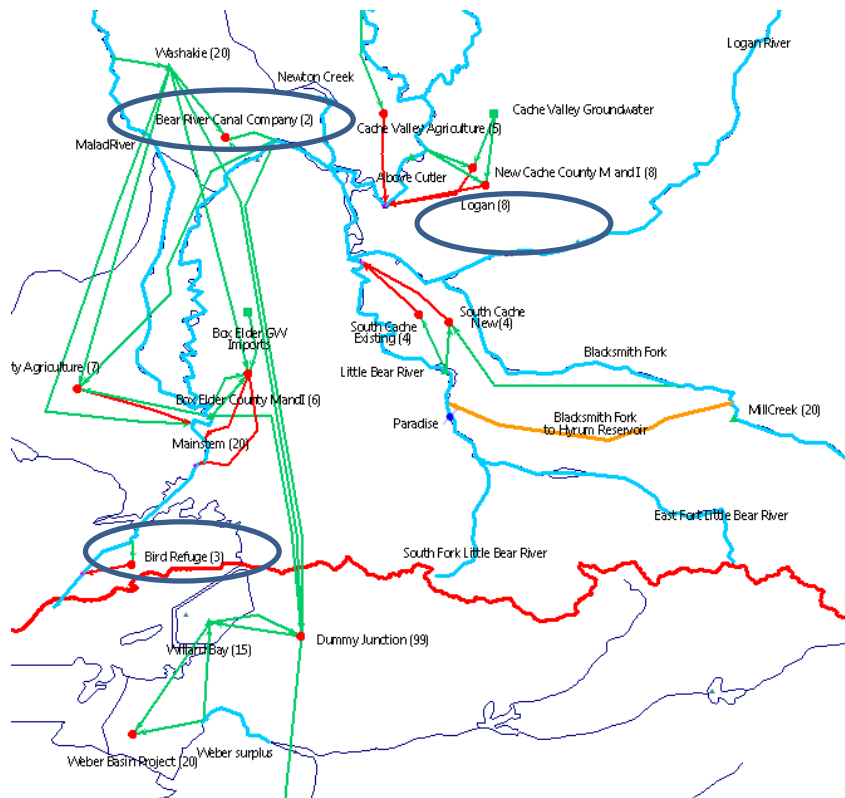 Logan River
Washakie (20)
Newton Creek
Cache Valley Groundwater
Bear River Canal Company (2)
Cache Valley Agriculture (5)
MaladRiver
Above Cutler
New Cache County M and I (8)
Logan (8)
Box Elder GW
Imports
South Cache
Existing (4)
South Cache
New (4)
Blacksmith Fork
ty Agriculture (7)
Little Bear River
Box Elder County MandI (6)
Paradise
Blacksmith Fork
to Hyrum Reservoir
MillCreek (20)
Mainstem (20)
East Fort Little Bear River
Bird Refuge (3)
South Fork Little Bear River
Willard Bay (15)
Dummy Junction (99)
Weber surplus
Weber Basin Project (20)